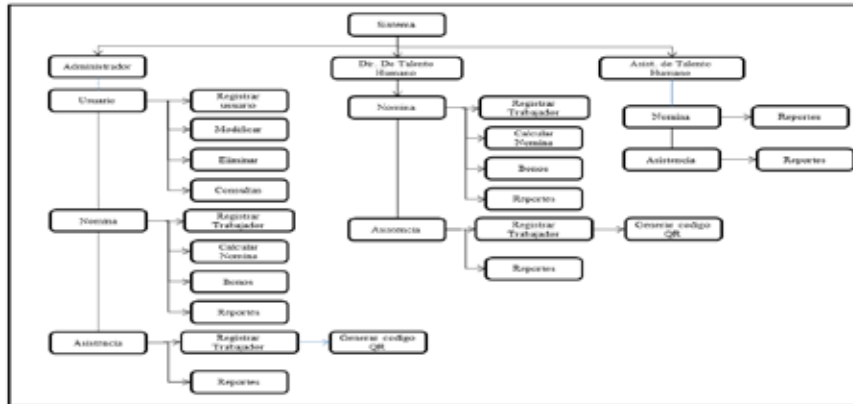 Sistema
Administrador
Usuario
Registrar
usuario
Modificar
Eliminar
Consultas
Nomina
Registrar
Trabajador
Calcular
Nomina
Bonos
Reportes
Asistencia
Registrar
Trabajador
Generar codigo
QR
Reportes
Dir. De Talento
Humano
Nomina
Registrar
Trabajador
Calcular
Nomina
Bonos
Reportes
Asistencia
Registrar
Trabajador
Generar codigo
QR
Reportes
Asist. de Talento
Humano
Nomina
Reportes
Asistencia
Reportes